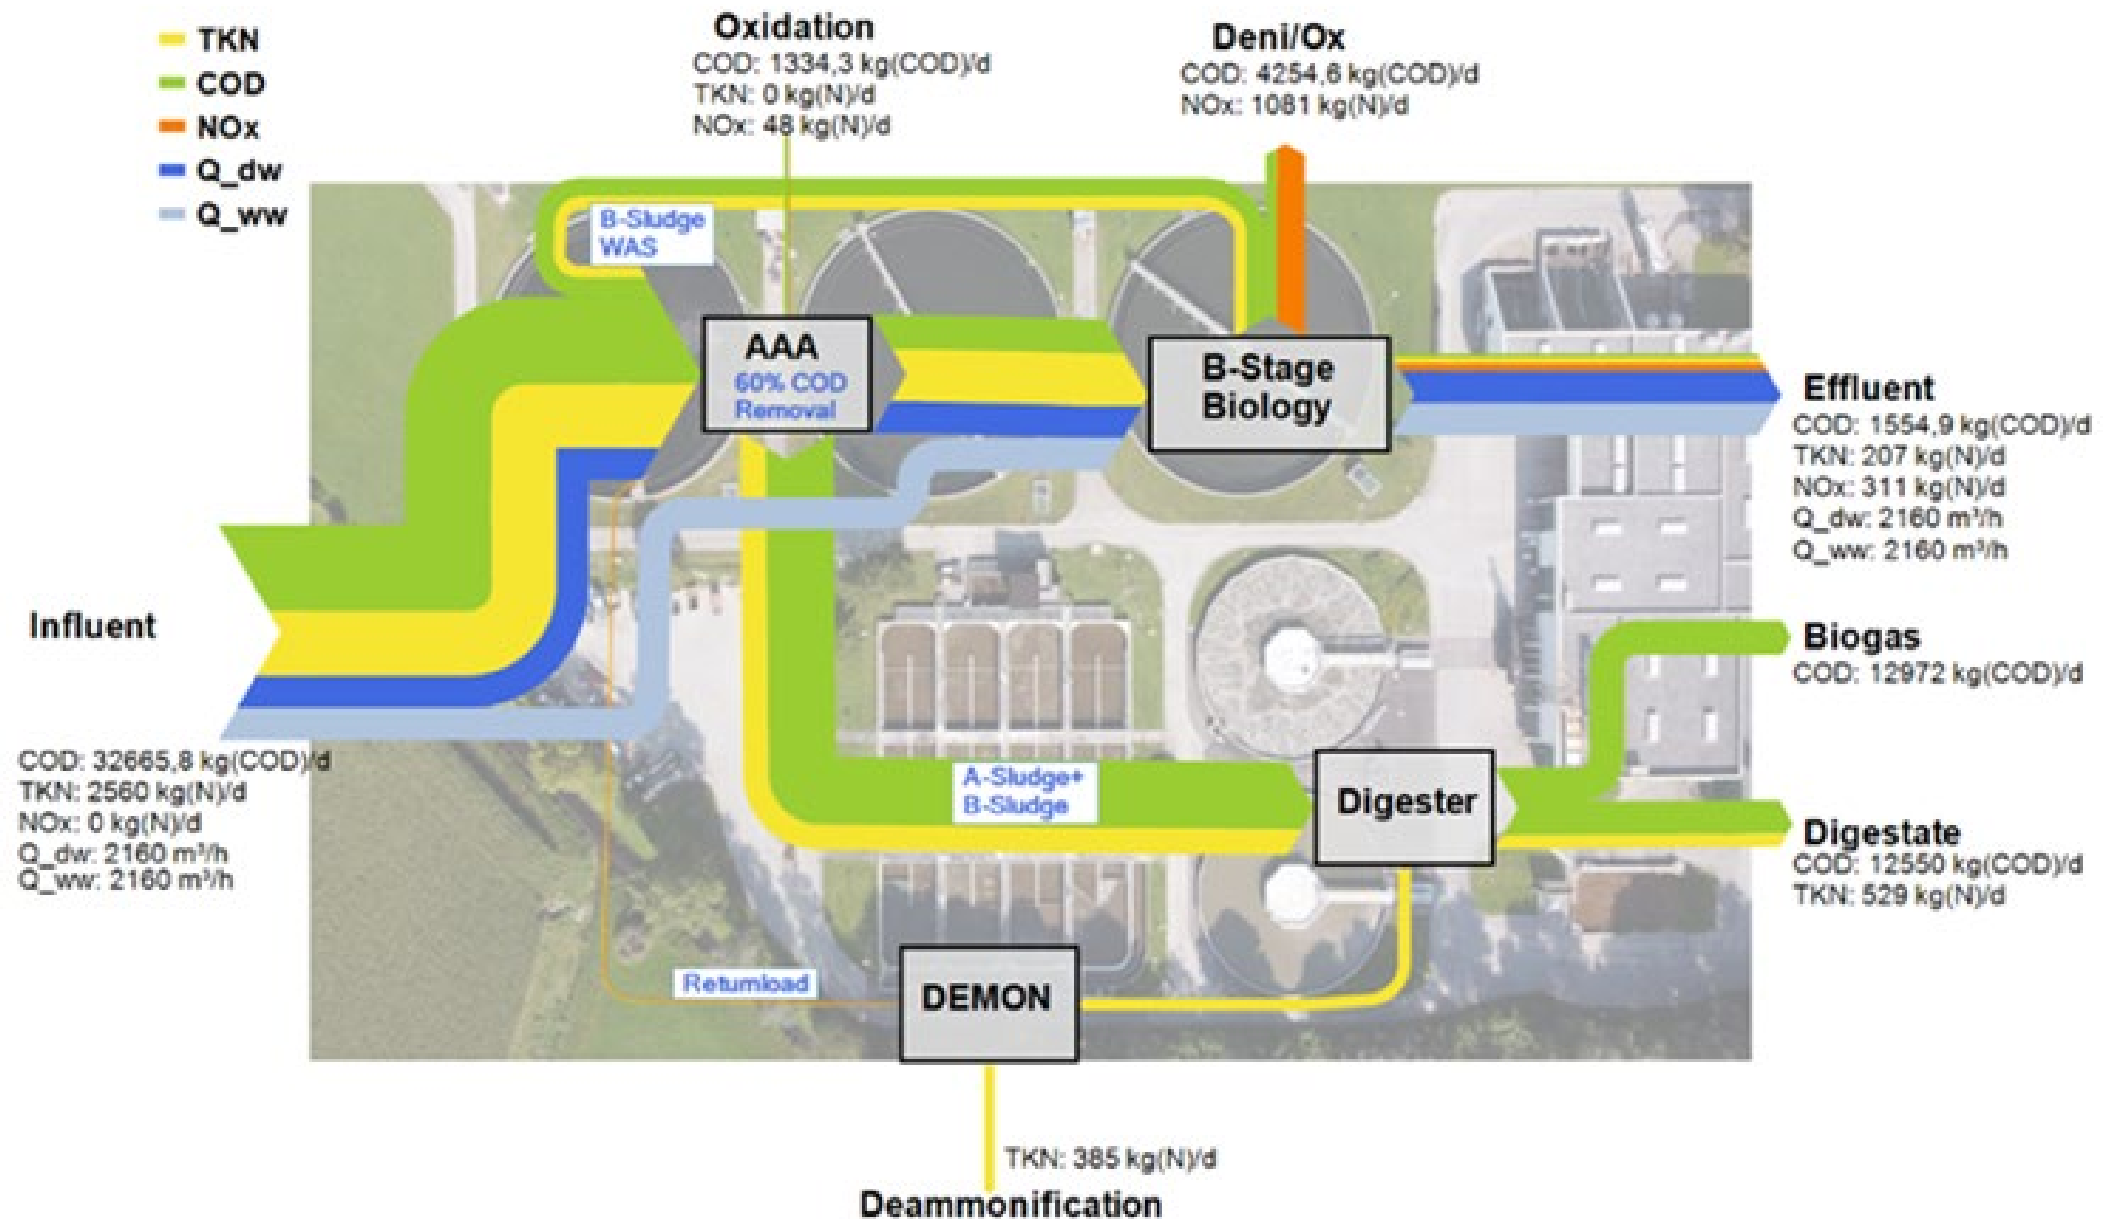 TKN
COD
NOx
Q_dw
Q_ww
Oxidation
COD: 1334,3 kg(COD)/d
TKN: 0 kg(N)/d
NOx: 48 kg(N)/d
Deni/Ox
COD: 4254,6 kg(COD)/d
NOx: 1081 kg(N)/d
B-Sludge
WAS
AAA
60% COD
Removal
B-Stage
Biology
Effluent
COD: 1554,9 kg(COD)/d
TKN: 207 kg(N)/d
NOx: 311 kg(N)/d
Q_dw: 2160 m³/h
Q_ww: 2160 m³/h
Influent
COD: 32665,8 kg(COD)/d
TKN: 2560 kg(N)/d
NOx: 0 kg(N)/d
Q_dw: 2160 m³/h
Q_ww: 2160 m³/h
Biogas
COD: 12972 kg(COD)/d
A-Sludge+
B-Sludge
Digester
Digestate
COD: 12550 kg(COD)/d
TKN: 529 kg(N)/d
Returnload
DEMON
TKN: 385 kg(N)/d
Deammonification